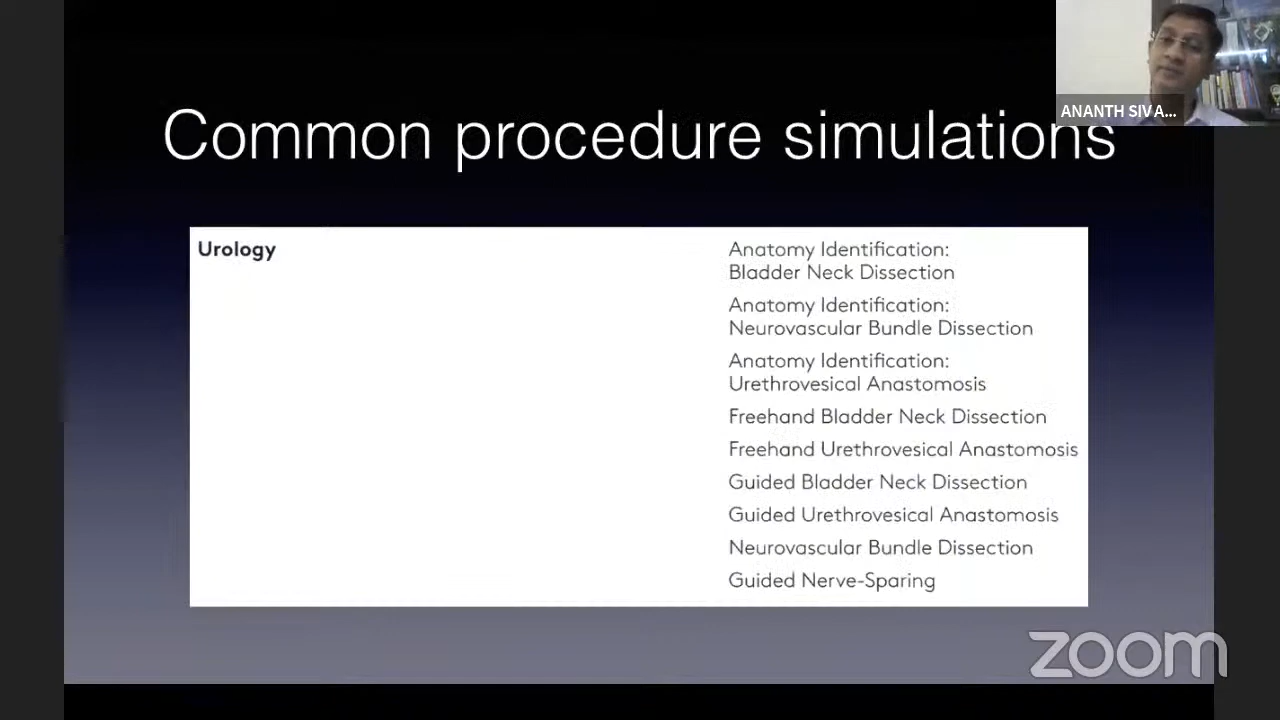 ANANTH SIVA...
Common procedure simulations
Urology
Anatomy Identification:
Bladder Neck Dissection
Anatomy Identification:
Neurovascular Bundle Dissection
Anatomy Identification:
Urethrovesical Anastomosis
Freehand Bladder Neck Dissection
Freehand Urethrovesical Anastomosis
Guided Bladder Neck Dissection
Guided Urethrovesical Anastomosis
Neurovascular Bundle Dissection
Guided Nerve-Sparing
zoom